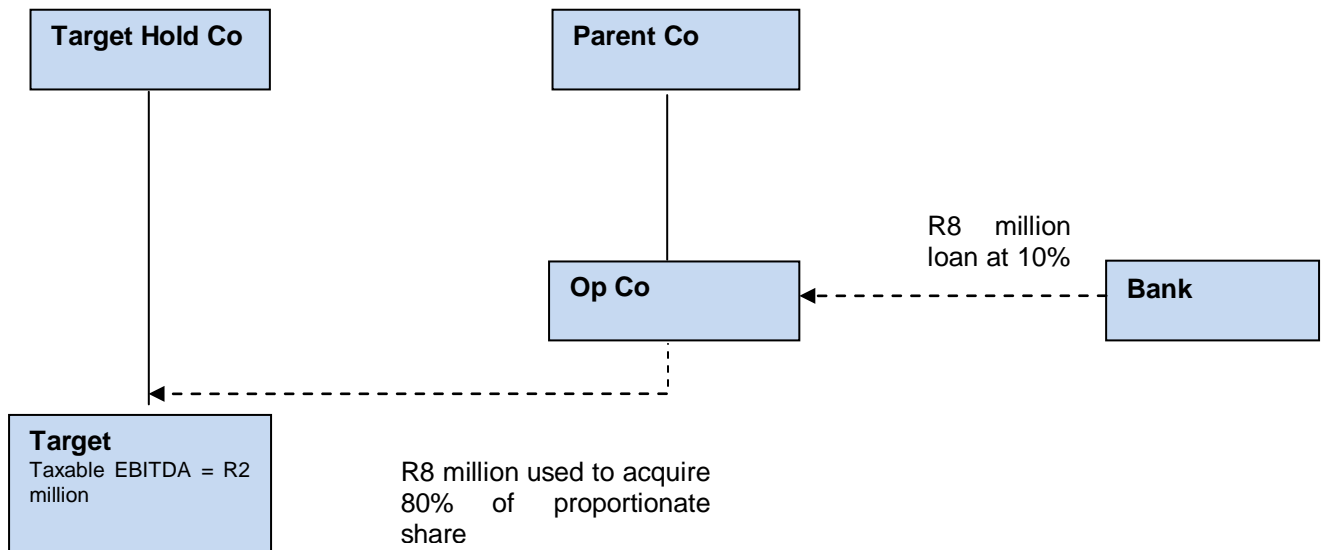 Target Hold Co
Parent Co
R8 million
loan at 10%
Op Co
Bank
Target
Taxable EBITDA = R2
million
R8 million used to acquire
80% of proportionate
share